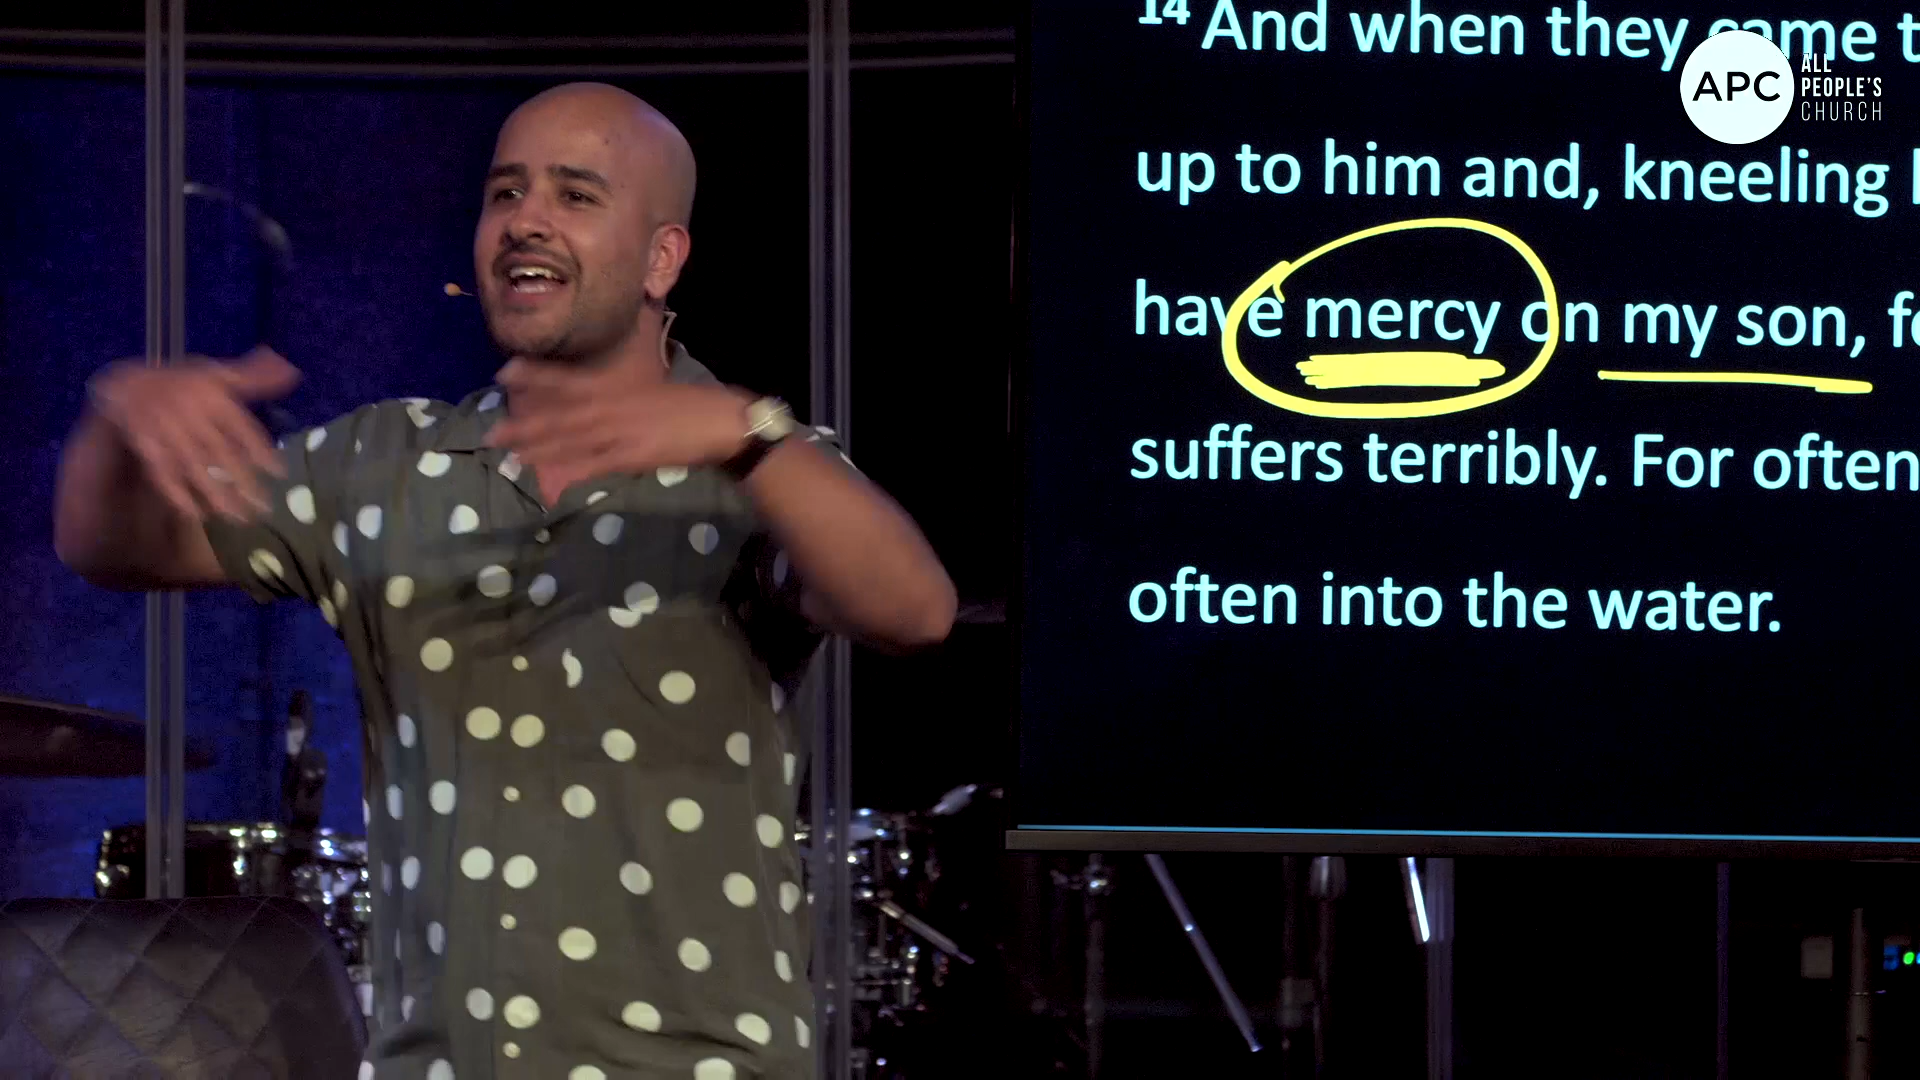 14 And when they came t
APC ALL
PEOPLE'S
CHURCH
up to him and, kneeling
have mercy on my son, f
suffers terribly. For often
often into the water.